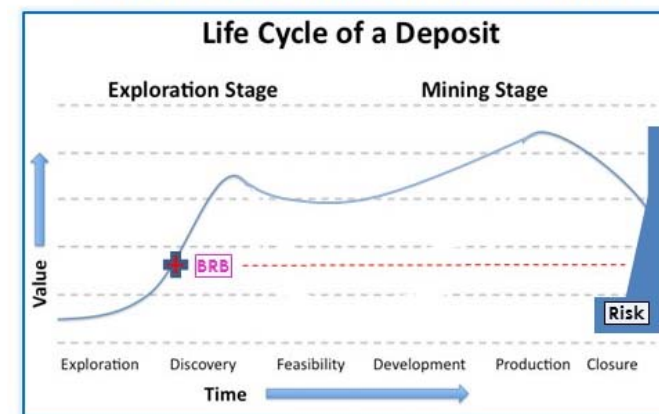 Life Cycle of a Deposit
Exploration Stage Mining Stage
Value
BRB
Risk
Exploration Discovery Feasibility Development Production Closure
Time